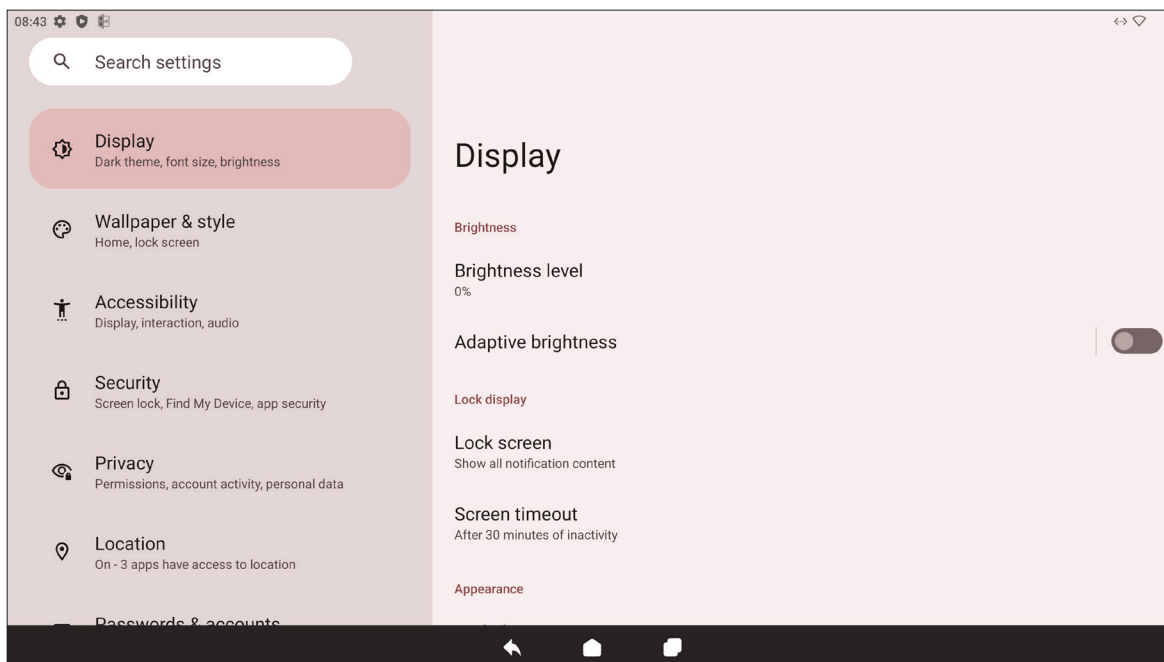 08:43
Search settings
Display
Dark theme, font size, brightness
Wallpaper & style
Home, lock screen
Accessibility
Display, interaction, audio
Security
Screen lock, Find My Device, app security
Privacy
Permissions, account activity, personal data
Location
On - 3 apps have access to location
Passwords & accounts
Display
Brightness
Brightness level
0%
Adaptive brightness
Lock display
Lock screen
Show all notification content
Screen timeout
After 30 minutes of inactivity
Appearance